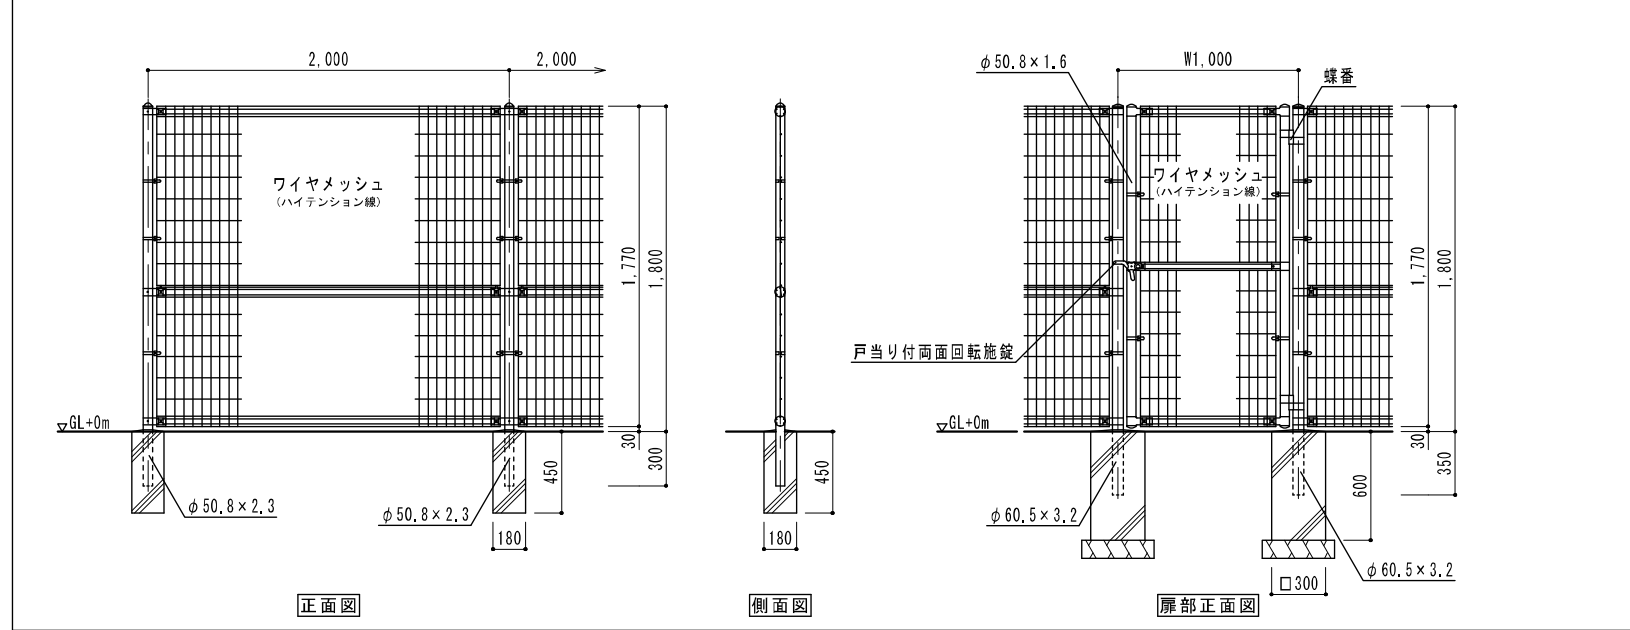 2,000
2,000
ワイヤメッシュ
(ハイテンション線)
1,770
1,800
▽GL+0m
30
300
450
φ50.8×2.3
φ50.8×2.3
180
正面図
450
180
側面図
φ50.8×1.6
W1,000
蝶番
ワイヤメッシュ
(ハイテンション線)
1,770
1,800
戸当り付両面回転施錠
▽GL+0m
30
350
600
φ60.5×3.2
φ60.5×3.2
□300
扉部正面図